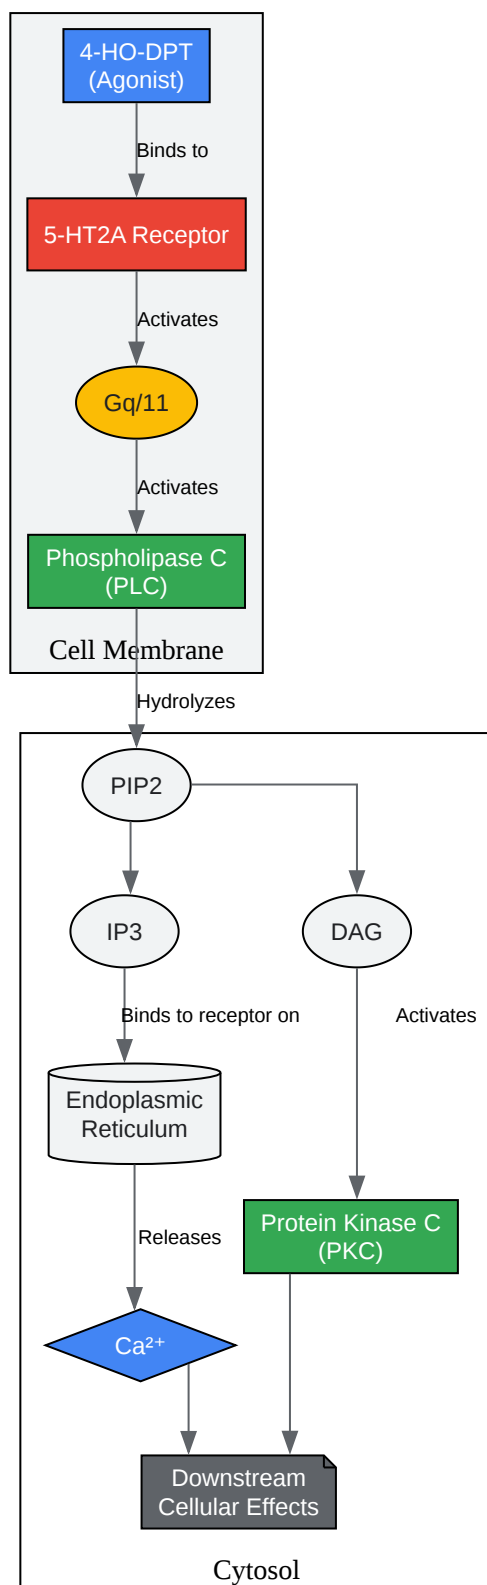 4-HO-DPT
(Agonist)
Binds to
5-HT2A Receptor
Activates
Gq/11
Activates
Phospholipase C
(PLC)
Cell Membrane
Hydrolyzes
PIP2
IP3
DAG
Binds to receptor on
Activates
Endoplasmic
Reticulum
Releases
Protein Kinase C
(PKC)
Ca²⁺
Downstream
Cellular Effects
Cytosol